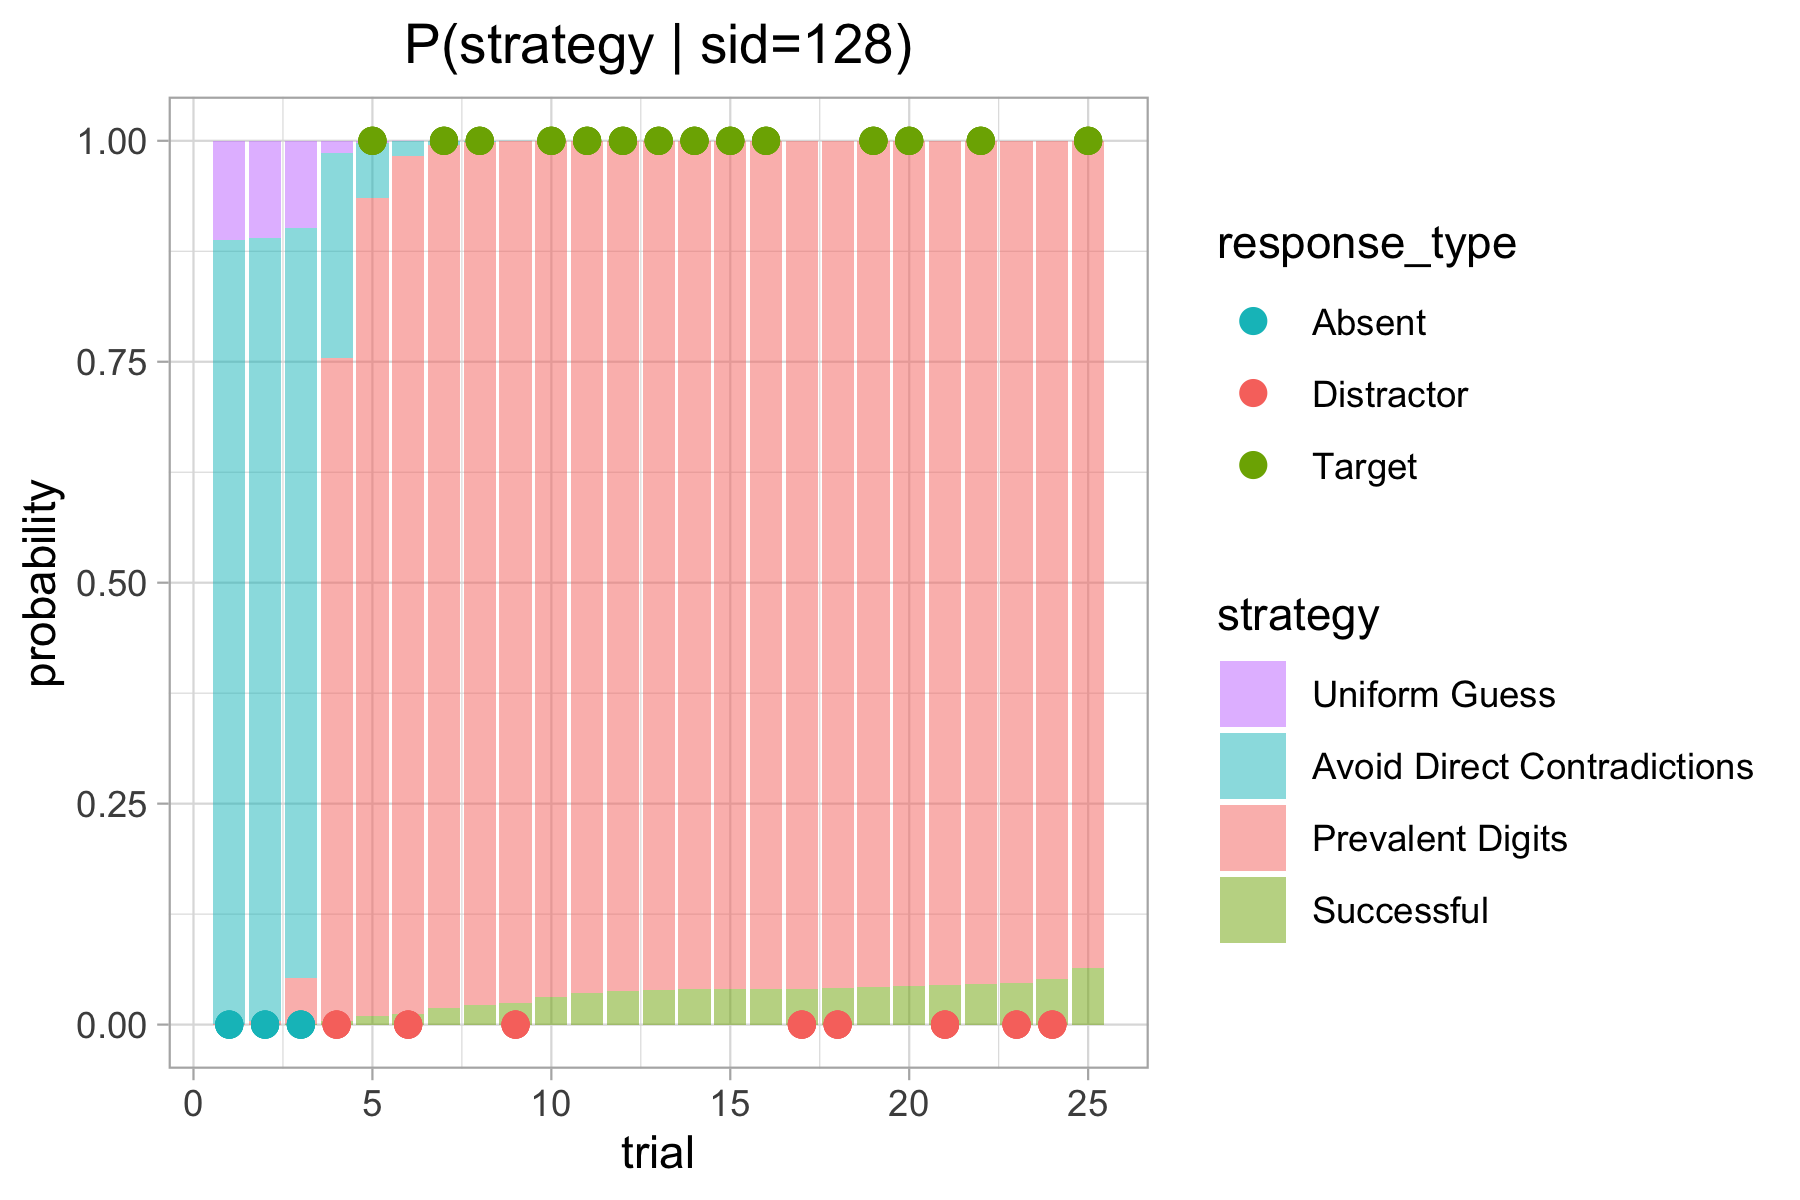 P(strategy | sid=128)
probability
1.00
0.75
0.50
0.25
0.00
0 5 10 15 20 25
trial
response_type
Absent
Distractor
Target
strategy
Uniform Guess
Avoid Direct Contradictions
Prevalent Digits
Successful